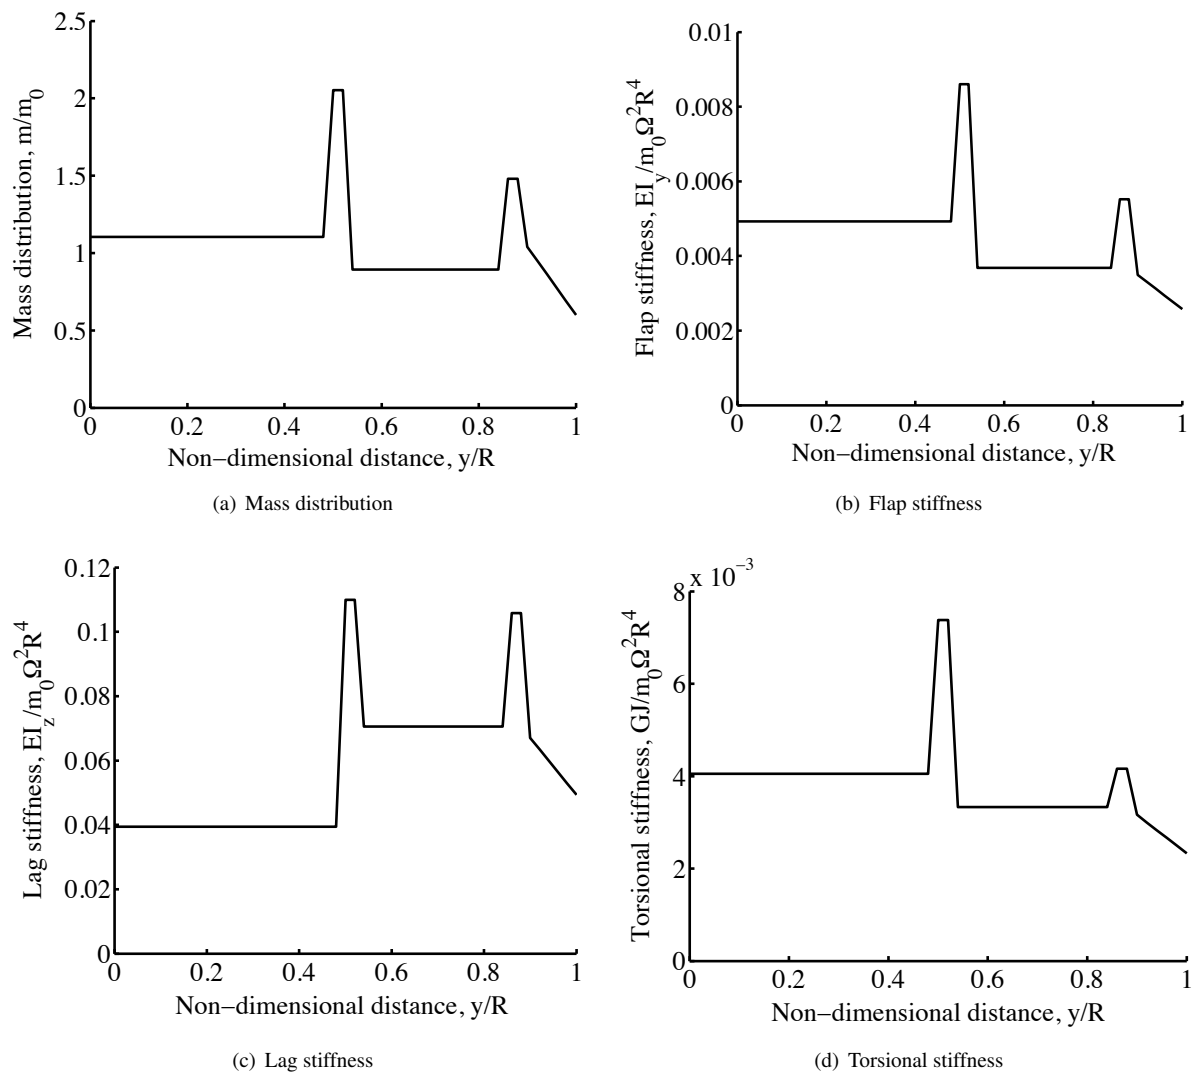 2.5
2
1.5
1
0.5
0
0 0.2 0.4 0.6 0.8 1
Mass distribution, m/m0
Non−dimensional distance, y/R
(a) Mass distribution
0.01
0.008
0.006
0.004
0.002
0
0 0.2 0.4 0.6 0.8 1
Flap stiffness, EIy/m0Ω²R⁴
Non−dimensional distance, y/R
(b) Flap stiffness
0.12
0.1
0.08
0.06
0.04
0.02
0
0 0.2 0.4 0.6 0.8 1
Lag stiffness, EIz/m0Ω²R⁴
Non−dimensional distance, y/R
(c) Lag stiffness
x 10⁻³
8
6
4
2
0
0 0.2 0.4 0.6 0.8 1
Torsional stiffness, GJ/m0Ω²R⁴
Non−dimensional distance, y/R
(d) Torsional stiffness